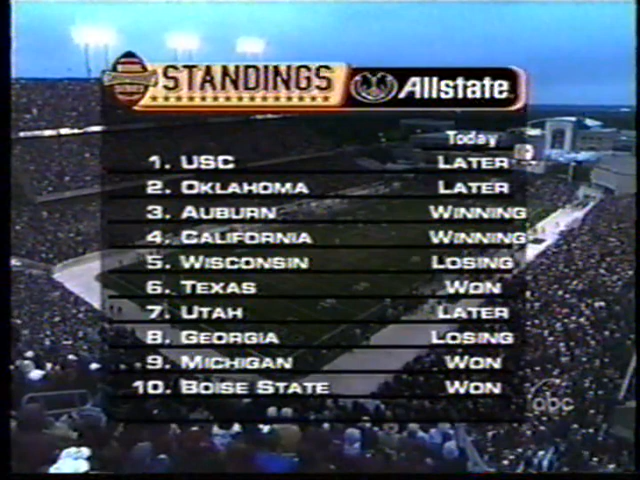 STANDINGS Allstate
Today
1. USC LATER
2. OKLAHOMA LATER
3. AUBURN WINNING
4. CALIFORNIA WINNING
5. WISCONSIN LOSING
6. TEXAS WON
7. UTAH LATER
8. GEORGIA LOSING
9. MICHIGAN WON
10. BOISE STATE WON
abc